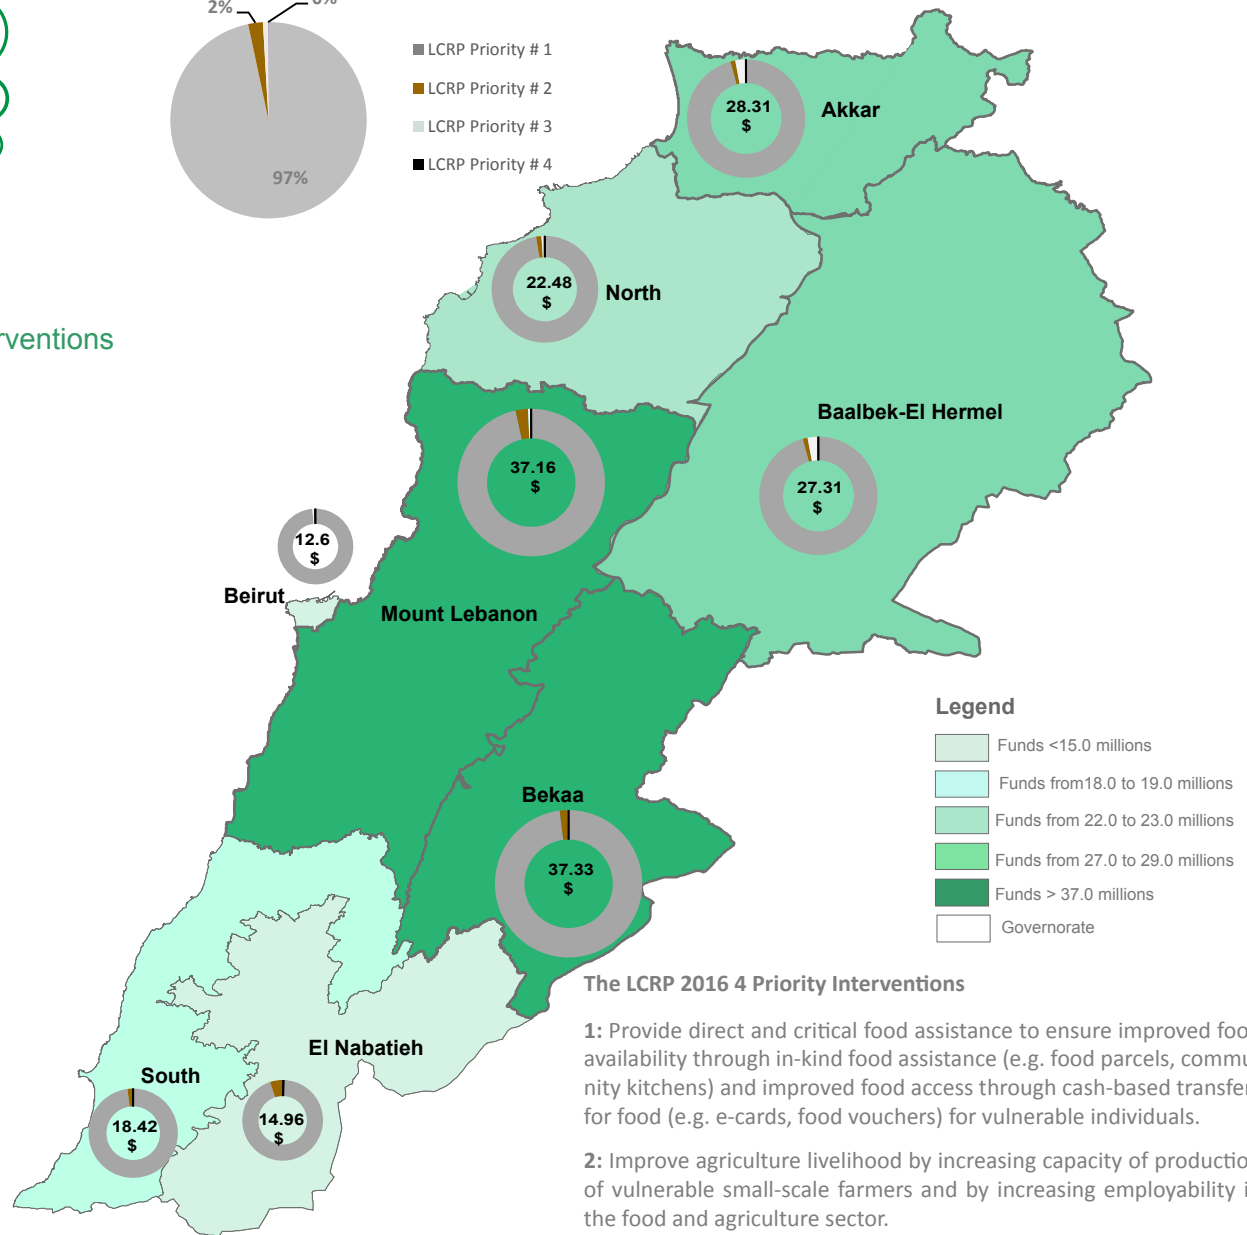 2%
LCRP Priority # 1
LCRP Priority # 2
LCRP Priority # 3
LCRP Priority # 4
97%
28.31
$
Akkar
22.48
$
North
Baalbek-El Hermel
37.16
$
27.31
$
12.6
$
Beirut
Mount Lebanon
Bekaa
37.33
$
El Nabatieh
South
18.42
$
14.96
$
Legend
Funds <15.0 millions
Funds from18.0 to 19.0 millions
Funds from 22.0 to 23.0 millions
Funds from 27.0 to 29.0 millions
Funds > 37.0 millions
Governorate
The LCRP 2016 4 Priority Interventions
1: Provide direct and critical food assistance to ensure improved foo
availability through in-kind food assistance (e.g. food parcels, commu
nity kitchens) and improved food access through cash-based transfer
for food (e.g. e-cards, food vouchers) for vulnerable individuals.
2: Improve agriculture livelihood by increasing capacity of productio
of vulnerable small-scale farmers and by increasing employability i
the food and agriculture sector.
rventions